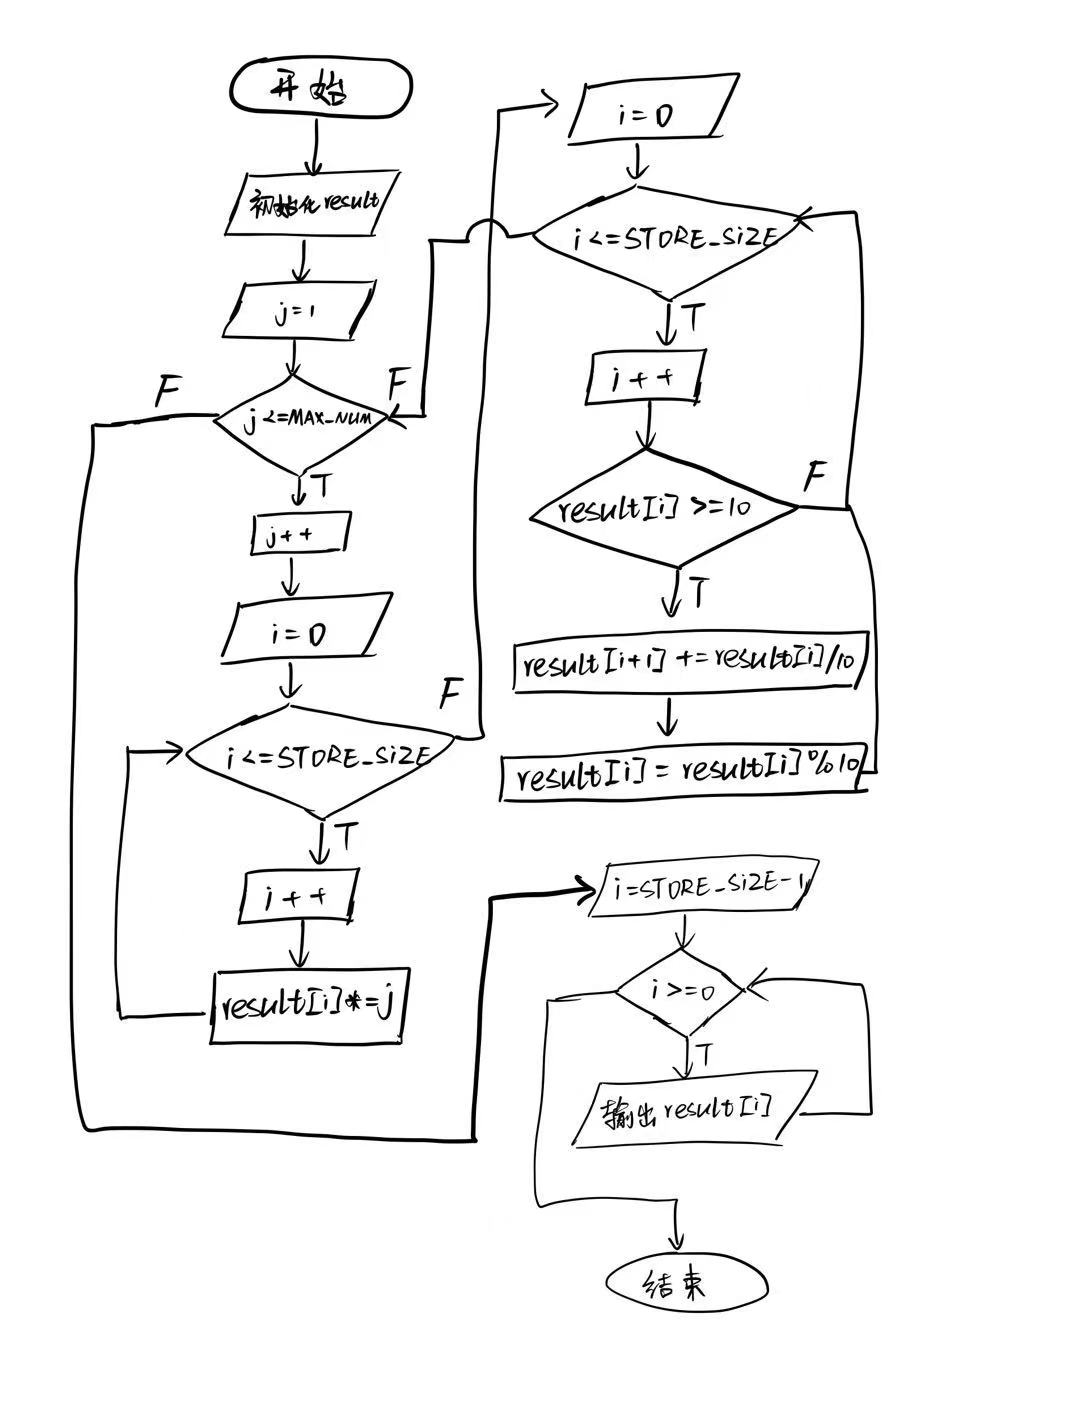 开始
初始化result
j=1
F
F
j<=MAX_NUM
T
j++
i=0
F
i<=STORE_SiZE
T
i++
result[i]*=j
i=0
i<=STORE_SiZE
T
i++
F
result[i]>=10
T
result[i+1] += result[i]/10
result[i] = result[i]%10
i=STORE_SiZE-1
i>=0
T
输出result[i]
结束